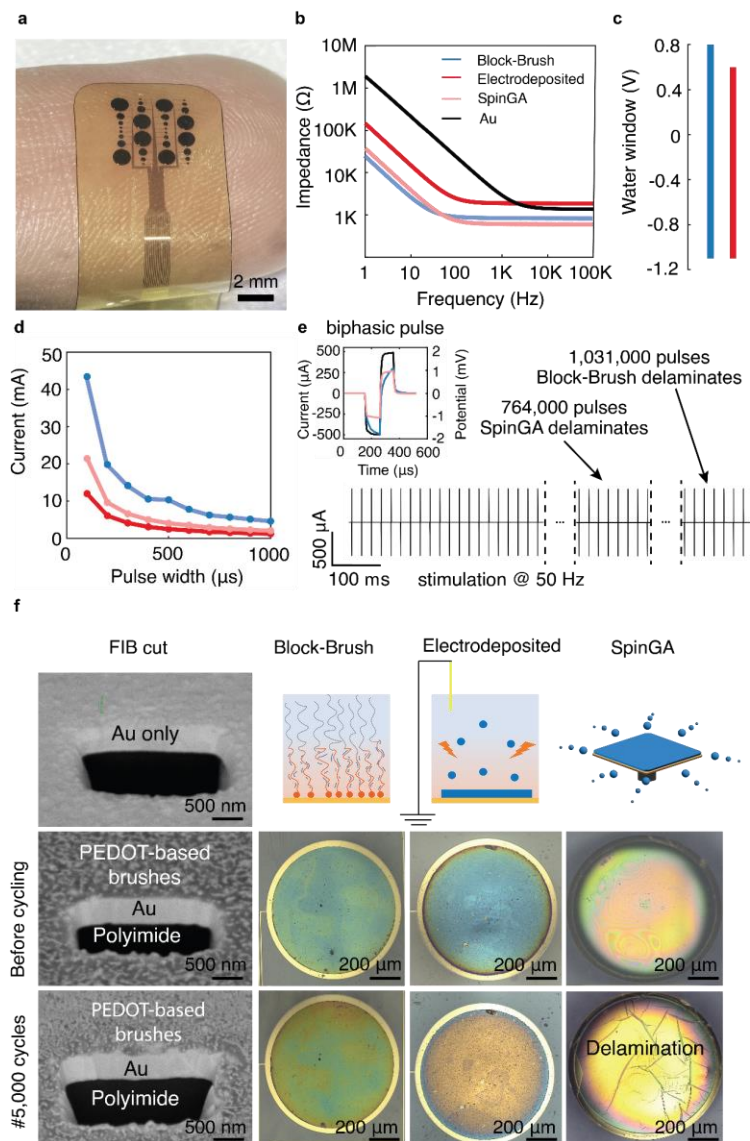 a
2 mm
b
10M
1M
100K
10K
1K
Impedance (Ω)
1
10
100
1K
10K
100K
Frequency (Hz)
Block-Brush
Electrodeposited
SpinGA
Au
c
0.8
0.4
0
-0.4
-0.8
-1.2
Water window (V)
d
50
40
30
20
10
0
Current (mA)
0
500
1000
Pulse width (µs)
e
biphasic pulse
500
250
0
-250
-500
Current (µA)
2
1
0
-1
-2
Potential (mV)
0
200
400
600
Time (µs)
1,031,000 pulses
Block-Brush delaminates
764,000 pulses
SpinGA delaminates
...
...
500 µA
100 ms
stimulation @ 50 Hz
f
FIB cut
Block-Brush
Electrodeposited
SpinGA
Au only
500 nm
Before cycling
PEDOT-based
brushes
Au
Polyimide
500 nm
200 µm
200 µm
200 µm
#5,000 cycles
PEDOT-based
brushes
Au
Polyimide
500 nm
200 µm
200 µm
Delamination
200 µm